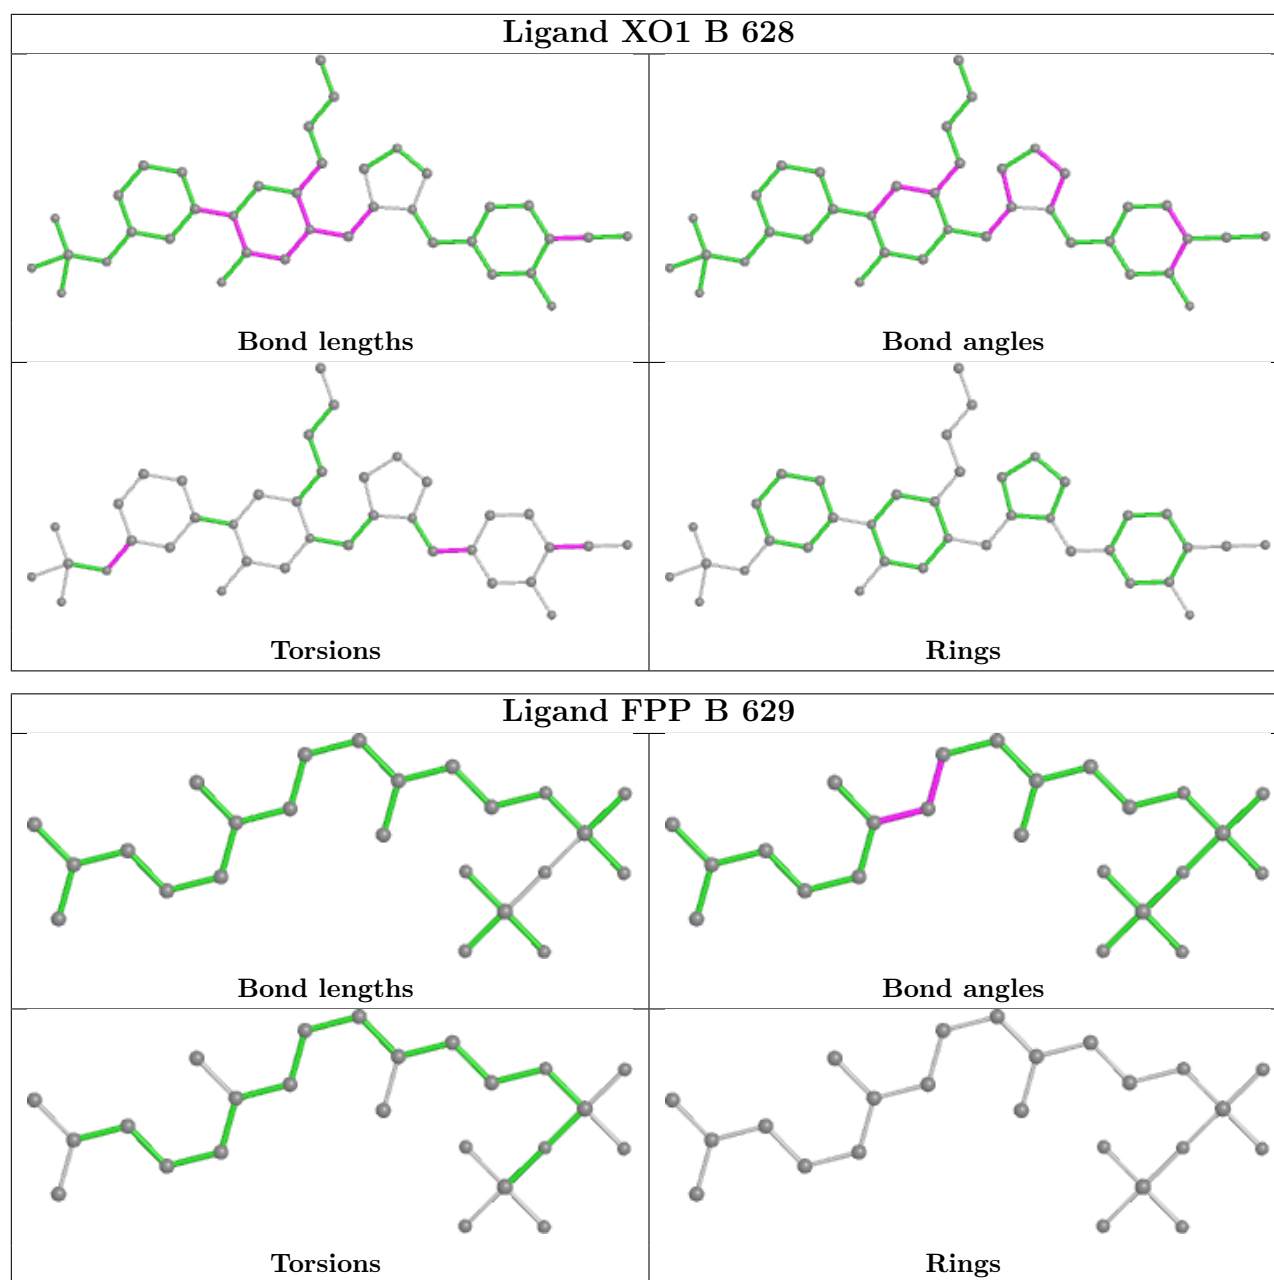 Ligand XO1 B 628
Bond lengths
Bond angles
Torsions
Rings
Ligand FPP B 629
Bond lengths
Bond angles
Torsions
Rings